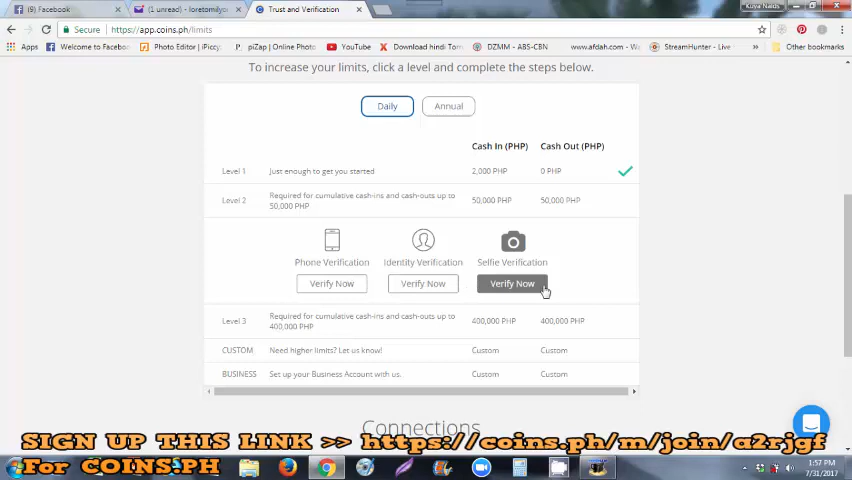 Kuya Nalds
(9) Facebook
(1 unread) - loretomilyo
Trust and Verification
Secure
https://app.coins.ph/limits
Apps
Welcome to Facebook
Photo Editor | iPiccy:
piZap | Online Photo
YouTube
Download hindi Torr
DZMM - ABS-CBN
www.afdah.com
StreamHunter - Live
Other bookmarks
To increase your limits, click a level and complete the steps below.
Daily
Annual
Cash In (PHP)
Cash Out (PHP)
Level 1
Just enough to get you started
2,000 PHP
0 PHP
Level 2
Required for cumulative cash-ins and cash-outs up to
50,000 PHP
50,000 PHP
50,000 PHP
Phone Verification
Identity Verification
Selfie Verification
Verify Now
Verify Now
Verify Now
Level 3
Required for cumulative cash-ins and cash-outs up to
400,000 PHP
400,000 PHP
400,000 PHP
CUSTOM
Need higher limits? Let us know!
Custom
Custom
BUSINESS
Set up your Business Account with us.
Custom
Custom
Connections
SIGN UP THIS LINK >> https://coins.ph/m/join/a2rjgf
For COINS.PH
1:57 PM
7/31/2017